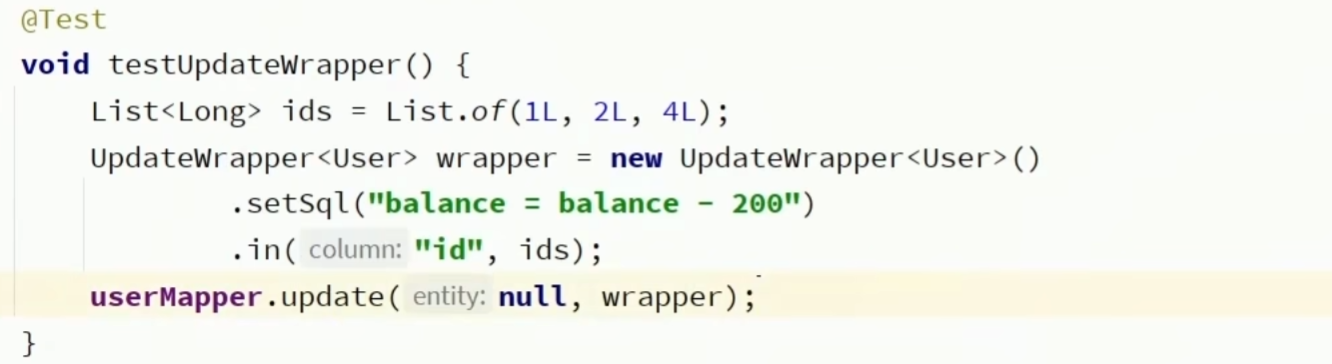 @Test
void testUpdateWrapper() {
List<Long> ids = List.of(1L, 2L, 4L);
UpdateWrapper<User> wrapper = new UpdateWrapper<User>()
.setSql("balance = balance - 200")
.in( column: "id", ids);
userMapper.update( entity: null, wrapper);
}